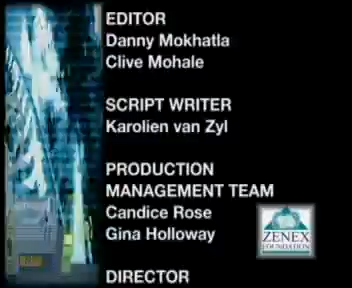 EDITOR
Danny Mokhatla
Clive Mohale
SCRIPT WRITER
Karolien van Zyl
PRODUCTION
MANAGEMENT TEAM
Candice Rose
Gina Holloway
ZENEX
FOUNDATION
DIRECTOR